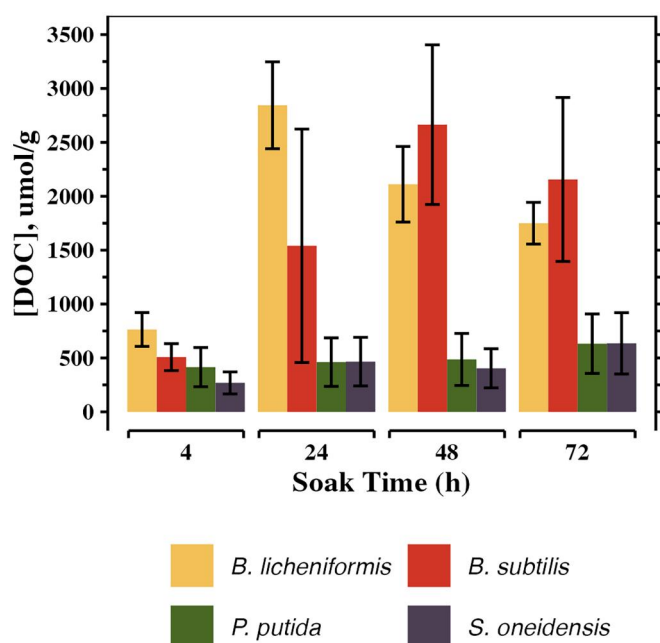 [DOC], umol/g
3500
3000
2500
2000
1500
1000
500
0
4 24 48 72
Soak Time (h)
B. licheniformis B. subtilis
P. putida S. oneidensis